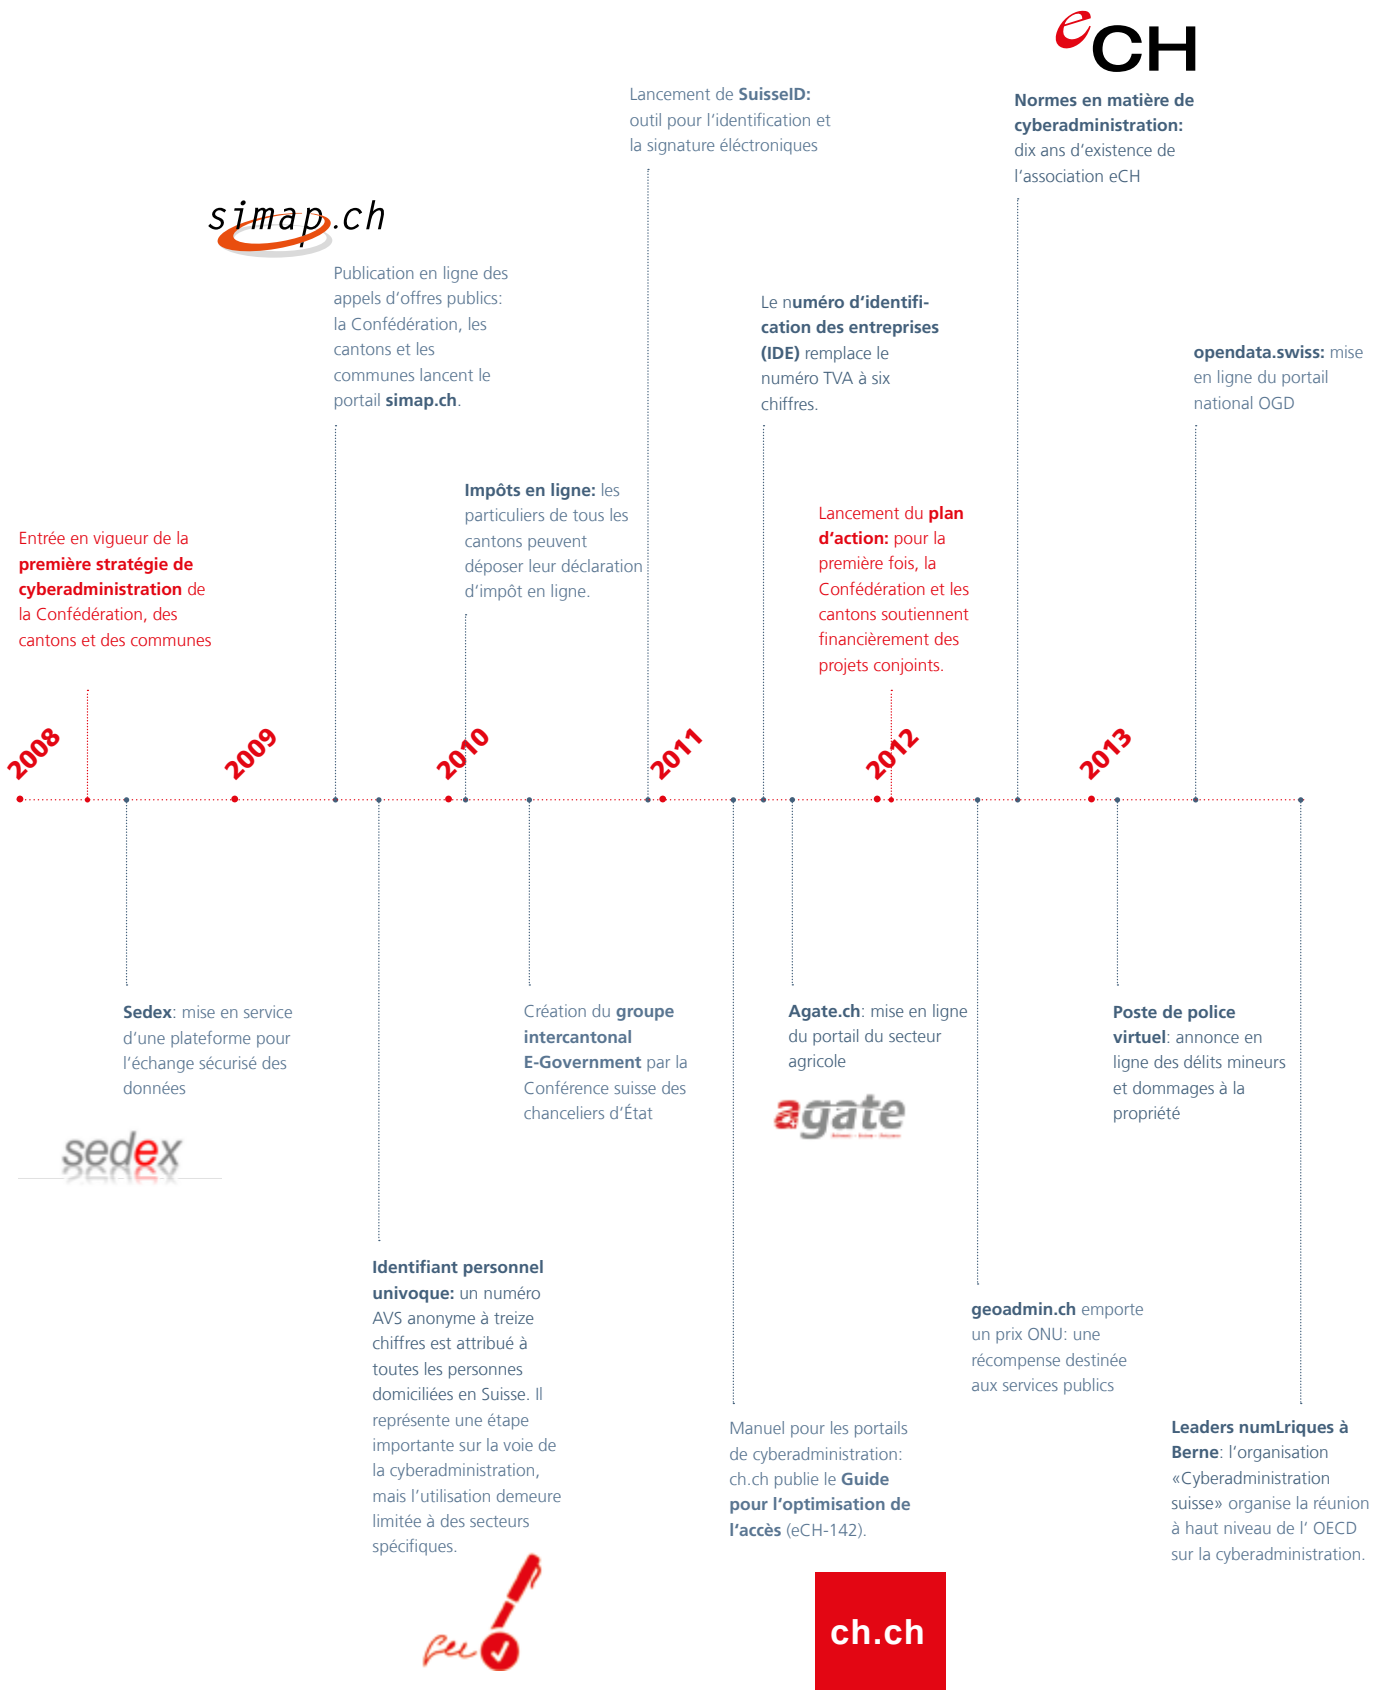 eCH
Lancement de SuisseID:
outil pour l’identification et
la signature éléctroniques
Normes en matière de
cyberadministration:
dix ans d’existence de
l’association eCH
simap.ch
Publication en ligne des
appels d’offres publics:
la Confédération, les
cantons et les
communes lancent le
portail simap.ch.
Le numéro d’identifi-
cation des entreprises
(IDE) remplace le
numéro TVA à six
chiffres.
opendata.swiss: mise
en ligne du portail
national OGD
Impôts en ligne: les
particuliers de tous les
cantons peuvent
déposer leur déclaration
d’impôt en ligne.
Lancement du plan
d’action: pour la
première fois, la
Confédération et les
cantons soutiennent
financièrement des
projets conjoints.
Entrée en vigueur de la
première stratégie de
cyberadministration de
la Confédération, des
cantons et des communes
2008
2009
2010
2011
2012
2013
Sedex: mise en service
d’une plateforme pour
l’échange sécurisé des
données
sedex
Création du groupe
intercantonal
E-Government par la
Conférence suisse des
chanceliers d’État
Agate.ch: mise en ligne
du portail du secteur
agricole
agate
Poste de police
virtuel: annonce en
ligne des délits mineurs
et dommages à la
propriété
Identifiant personnel
univoque: un numéro
AVS anonyme à treize
chiffres est attribué à
toutes les personnes
domiciliées en Suisse. Il
représente une étape
importante sur la voie de
la cyberadministration,
mais l’utilisation demeure
limitée à des secteurs
spécifiques.
geoadmin.ch emporte
un prix ONU: une
récompense destinée
aux services publics
Manuel pour les portails
de cyberadministration:
ch.ch publie le Guide
pour l’optimisation de
l’accès (eCH-142).
Leaders numLriques à
Berne: l’organisation
«Cyberadministration
suisse» organise la réunion
à haut niveau de l’ OECD
sur la cyberadministration.
ch.ch